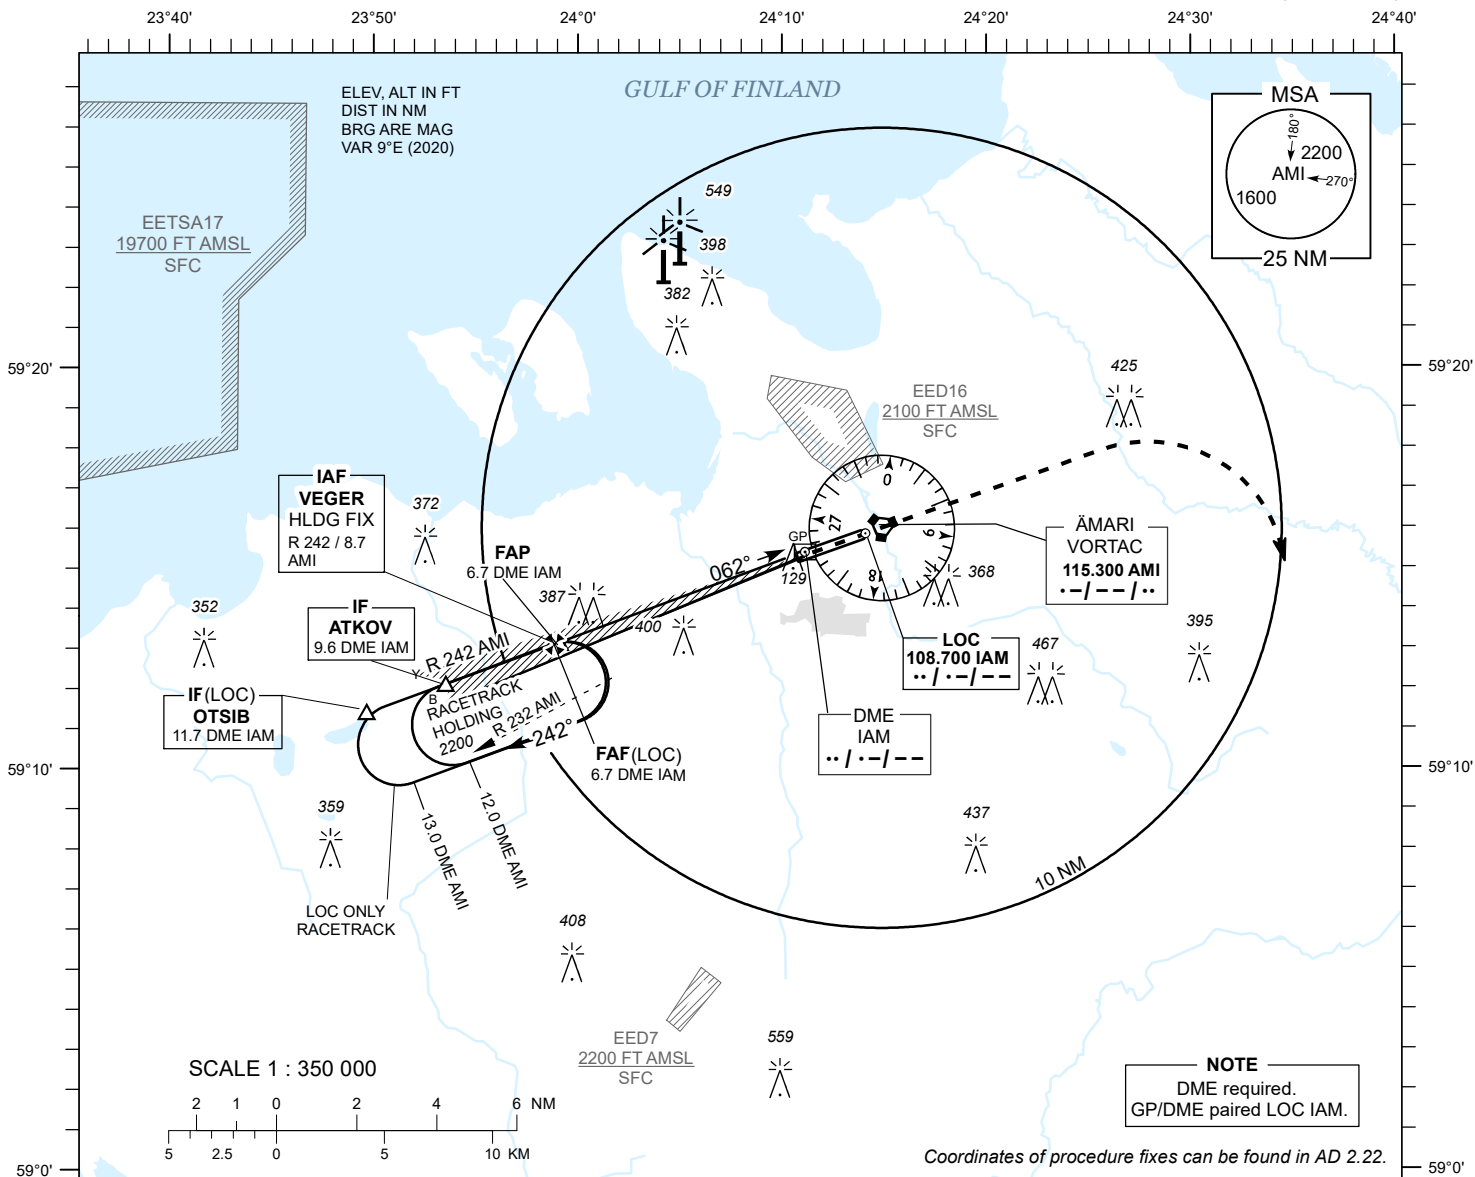 23°40'
23°50'
24°0'
24°10'
24°20'
24°30'
24°40'
ELEV, ALT IN FT
DIST IN NM
BRG ARE MAG
VAR 9°E (2020)
GULF OF FINLAND
MSA
180°
2200
AMI
270°
1600
25 NM
EETSA17
19700 FT AMSL
SFC
549
398
382
59°20'
59°20'
425
EED16
2100 FT AMSL
SFC
IAF
VEGER
HLDG FIX
R 242 / 8.7
AMI
372
FAP
6.7 DME IAM
0
27
9
18
GP
129
062°
ÄMARI
VORTAC
115.300 AMI
·–/––/··
368
387
400
352
IF
ATKOV
9.6 DME IAM
R 242 AMI
LOC
108.700 IAM
··/·–/––
467
395
IF(LOC)
OTSIB
11.7 DME IAM
B
RACETRACK
HOLDING
2200
R 232 AMI
242°
FAF(LOC)
6.7 DME IAM
DME
IAM
··/·–/––
59°10'
59°10'
359
13.0 DME AMI
12.0 DME AMI
437
10 NM
LOC ONLY
RACETRACK
408
EED7
2200 FT AMSL
SFC
559
SCALE 1 : 350 000
2 1 0 2 4 6 NM
5 2.5 0 5 10 KM
NOTE
DME required.
GP/DME paired LOC IAM.
Coordinates of procedure fixes can be found in AD 2.22.
59°0'
59°0'